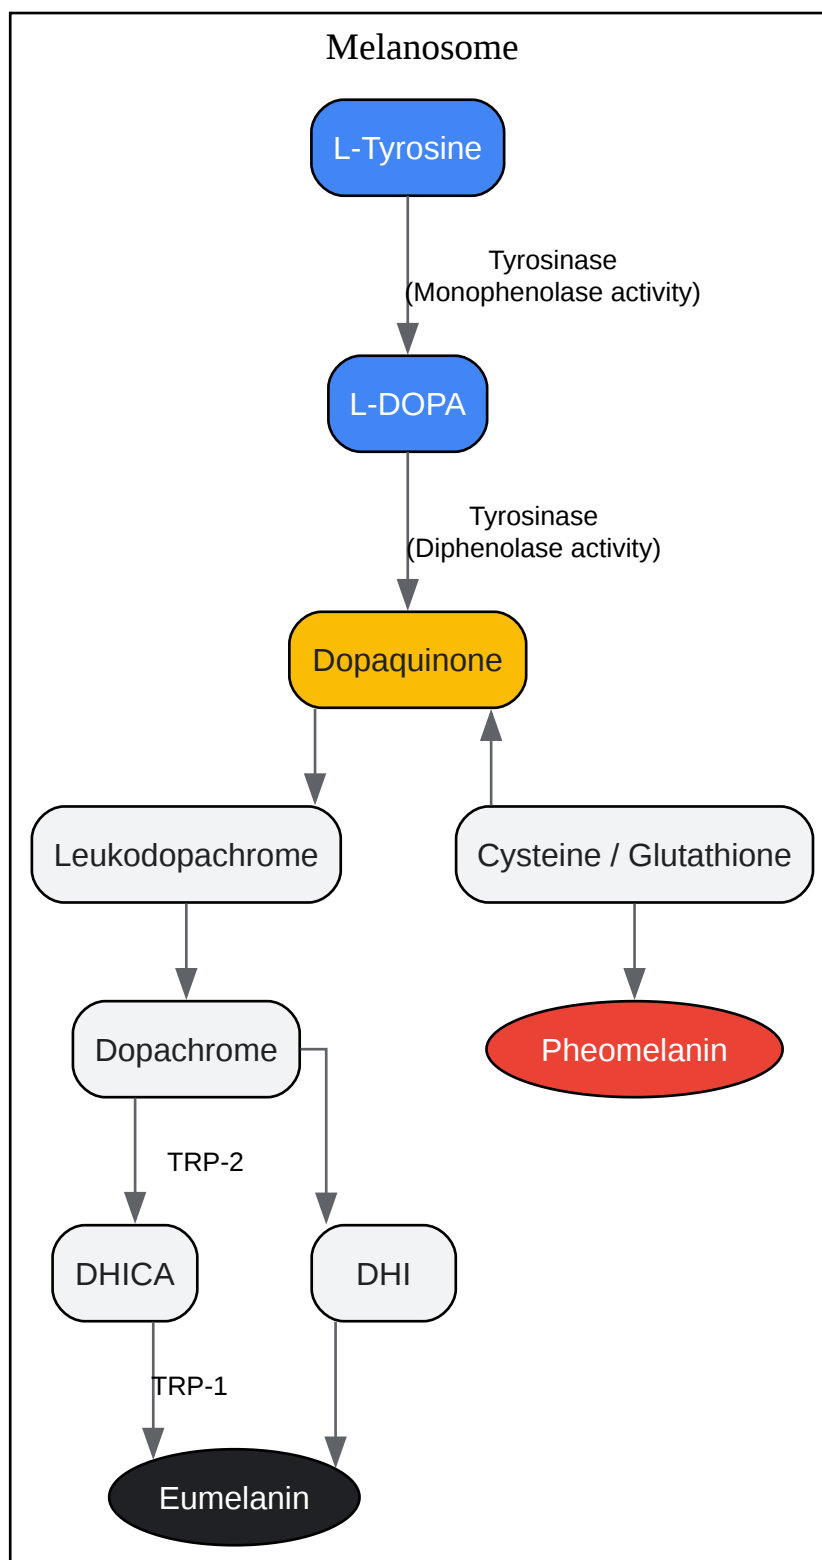 Melanosome
L-Tyrosine
Tyrosinase
(Monophenolase activity)
L-DOPA
Tyrosinase
(Diphenolase activity)
Dopaquinone
Leukodopachrome
Cysteine / Glutathione
Dopachrome
Pheomelanin
TRP-2
DHICA
DHI
TRP-1
Eumelanin